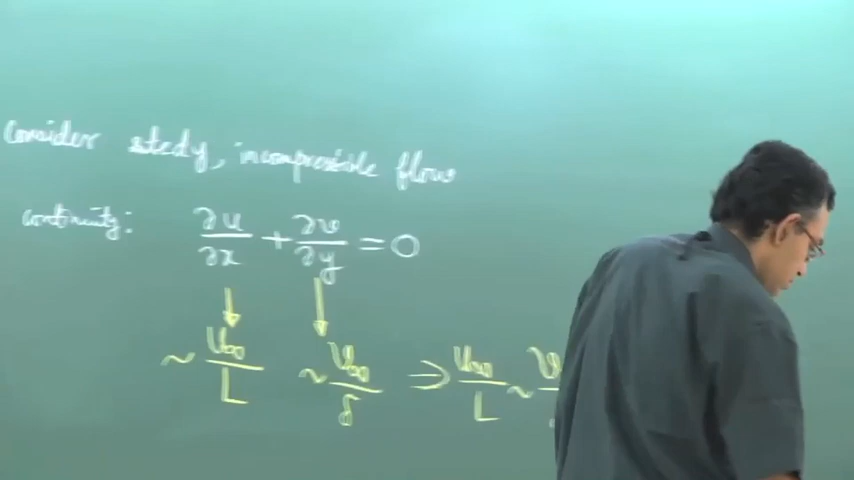 Consider steady, incompressible flow
continuity: ∂u/∂x + ∂v/∂y = 0
↓ ↓
~ u∞/L ~ v∞/δ ⇒ u∞/L ~ v